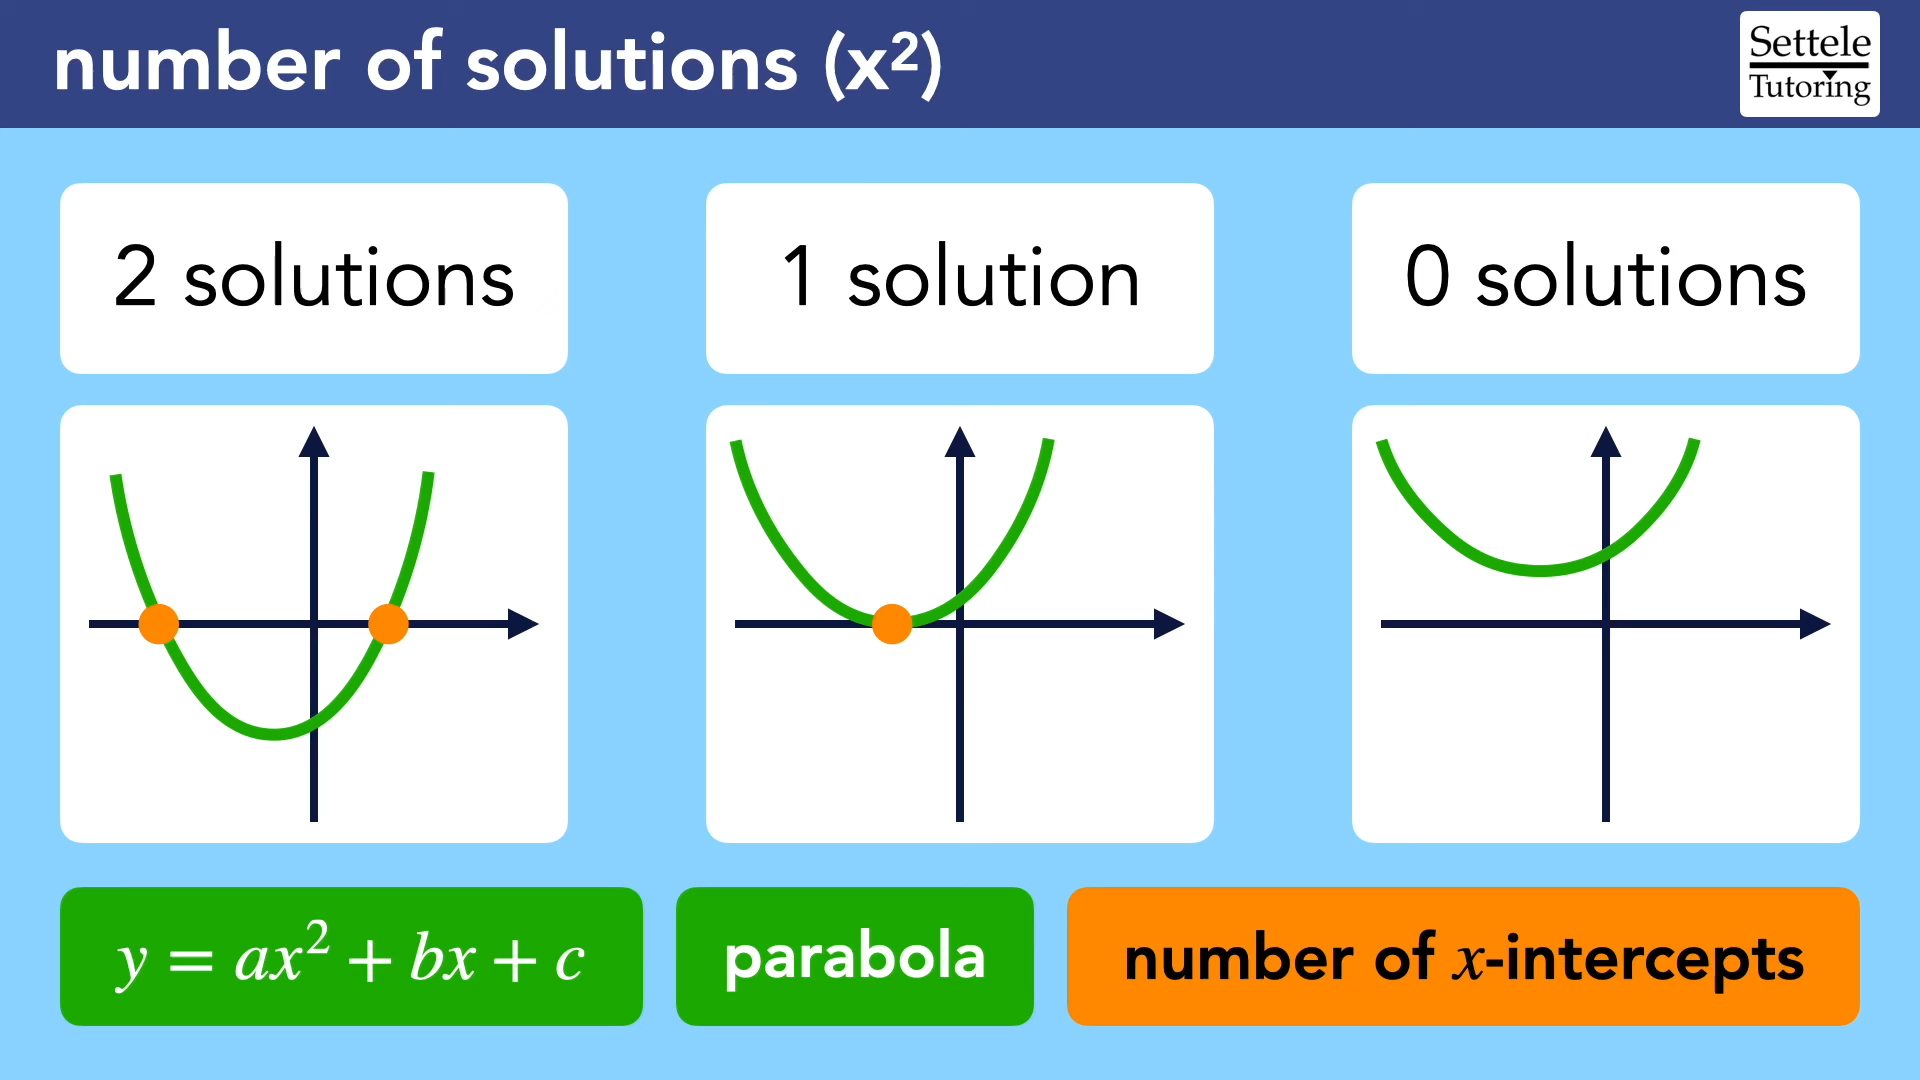 number of solutions (x²)
Settele
Tutoring
2 solutions
1 solution
0 solutions
y = ax² + bx + c
parabola
number of x-intercepts